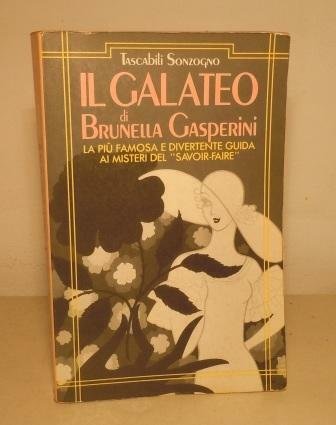 Tascabili Sonzogno
IL GALATEO
di
BRUNELLA GASPERINI
LA PIÙ FAMOSA E DIVERTENTE GUIDA
AI MISTERI DEL "SAVOIR-FAIRE"